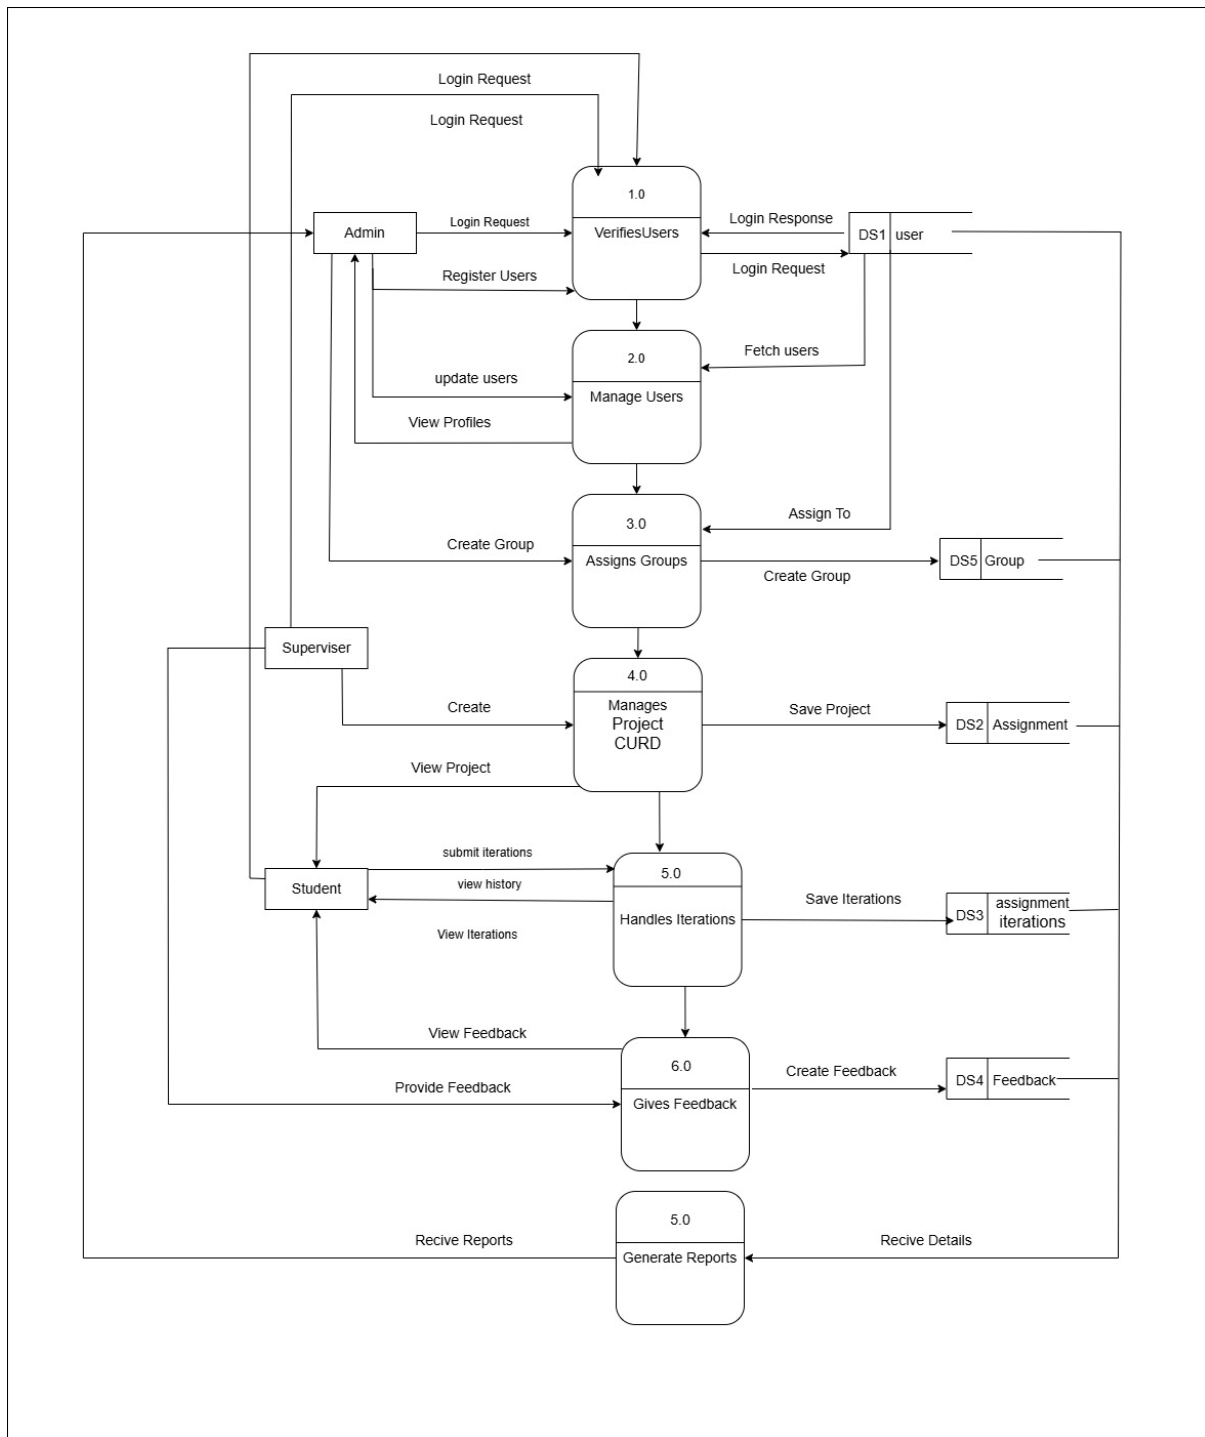 Login Request
Login Request
1.0
Admin
Login Request
VerifiesUsers
Login Response
DS1 user
Login Request
Register Users
2.0
Fetch users
update users
Manage Users
View Profiles
3.0
Assign To
Create Group
Assigns Groups
Create Group
DS5 Group
Superviser
4.0
Create
Manages
Project
CURD
Save Project
DS2 Assignment
View Project
submit iterations
5.0
Student
view history
Handles Iterations
Save Iterations
DS3
assignment
iterations
View Iterations
View Feedback
6.0
Create Feedback
DS4 Feedback
Provide Feedback
Gives Feedback
5.0
Recive Reports
Recive Details
Generate Reports